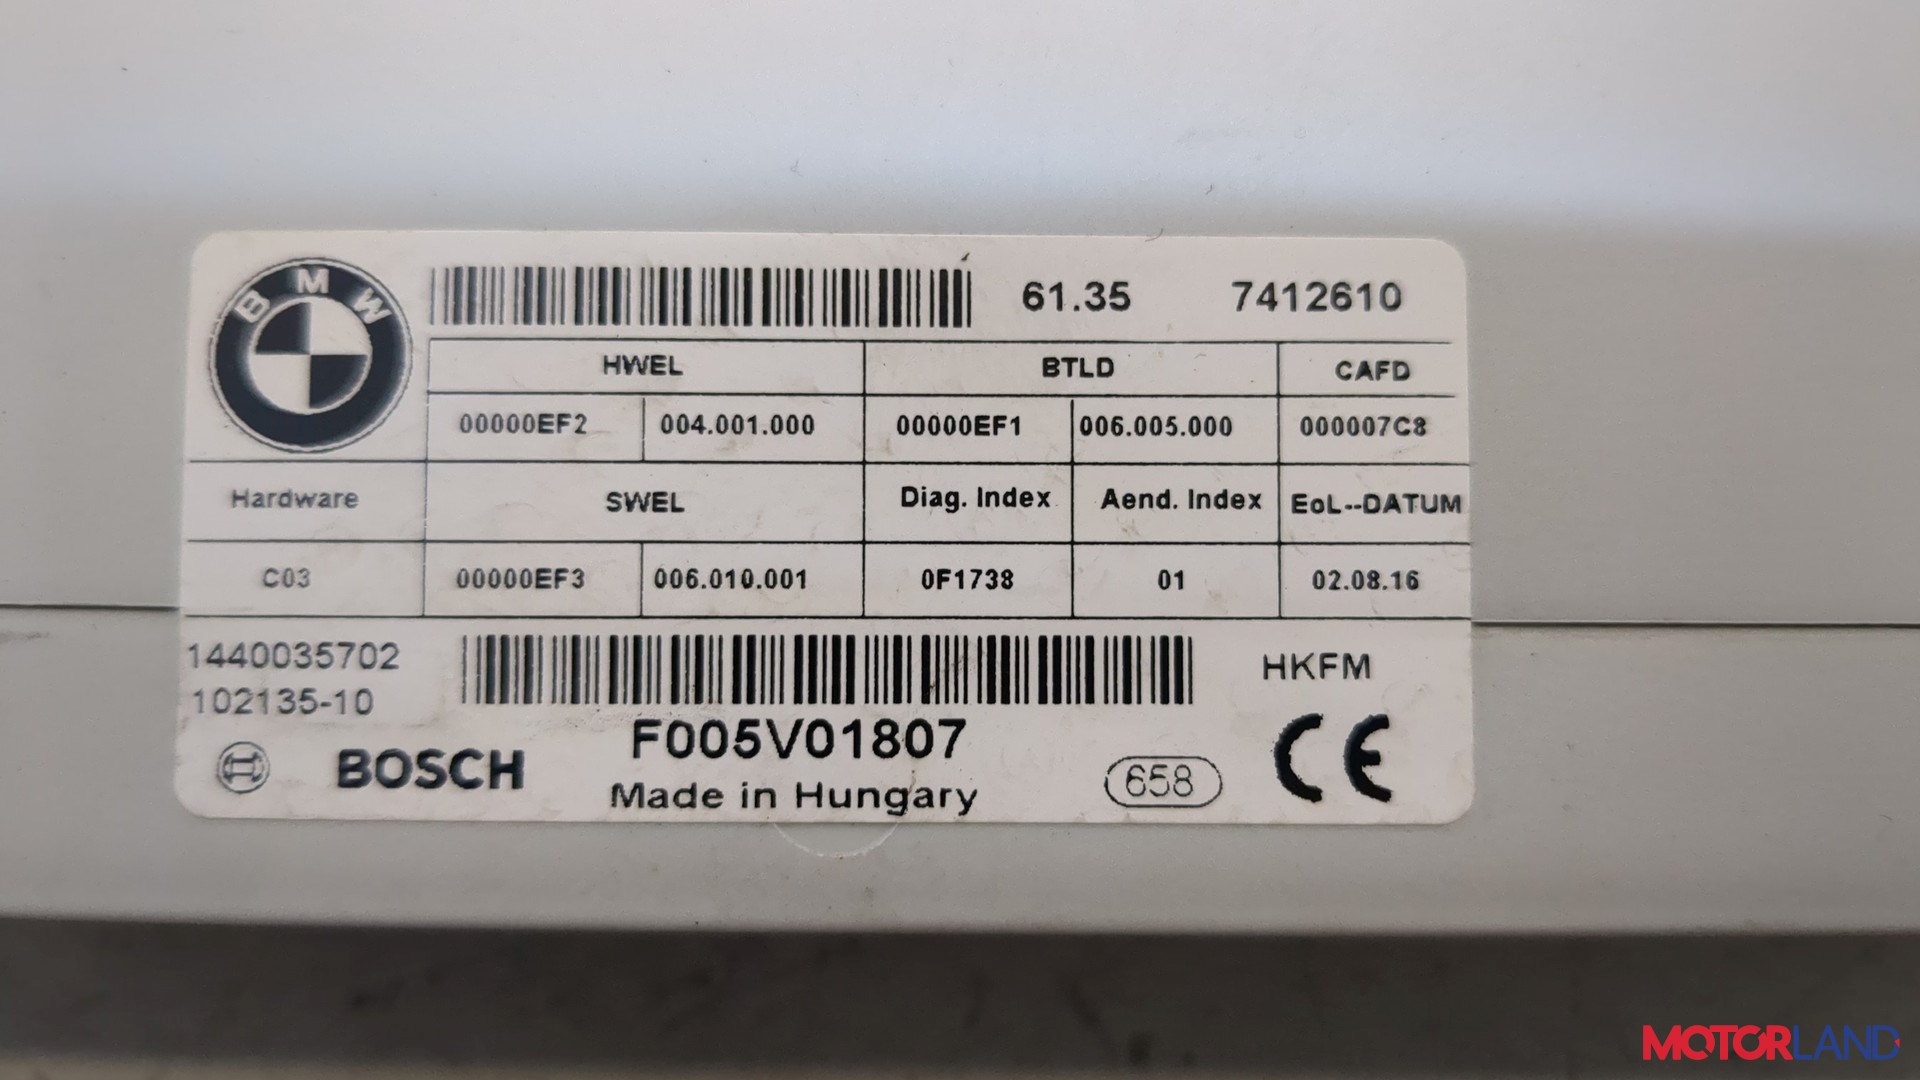 BMW
61.35 7412610
HWEL BTLD CAFD
00000EF2 004.001.000 00000EF1 006.005.000 000007C8
Hardware SWEL Diag. Index Aend. Index EoL--DATUM
C03 00000EF3 006.010.001 0F1738 01 02.08.16
1440035702 HKFM
102135-10
F005V01807
BOSCH
Made in Hungary
658
CE
MOTORLAND